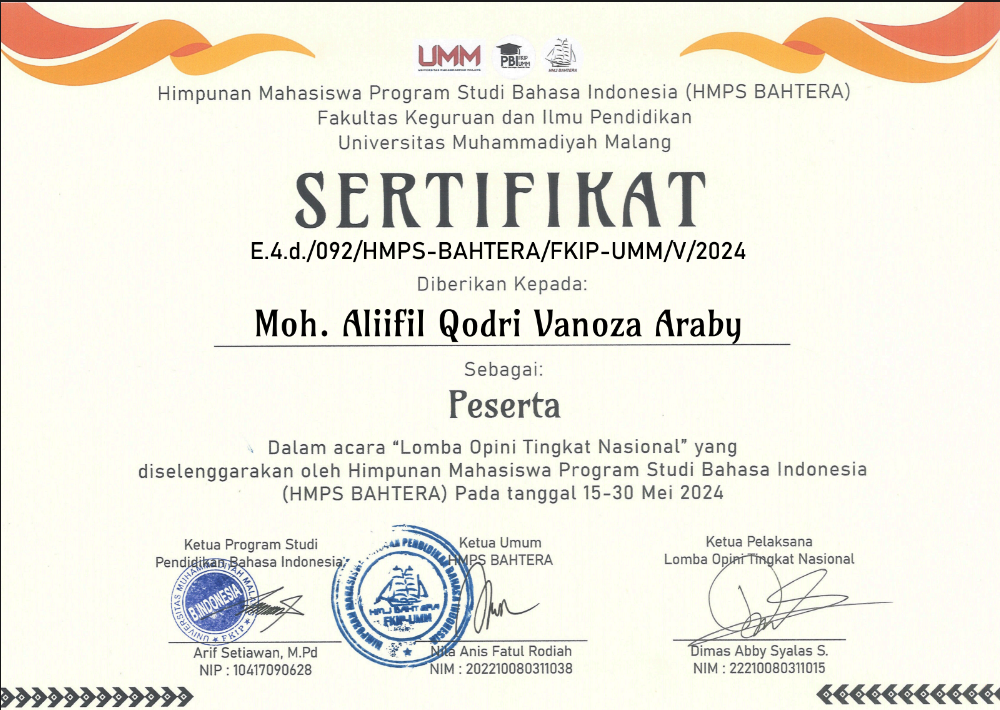 UMM
PBI FKIP UMM
HMJ BAHTERA
Himpunan Mahasiswa Program Studi Bahasa Indonesia (HMPS BAHTERA)
Fakultas Keguruan dan Ilmu Pendidikan
Universitas Muhammadiyah Malang
SERTIFIKAT
E.4.d./092/HMPS-BAHTERA/FKIP-UMM/V/2024
Diberikan Kepada:
Moh. Aliifil Qodri Vanoza Araby
Sebagai:
Peserta
Dalam acara “Lomba Opini Tingkat Nasional” yang
diselenggarakan oleh Himpunan Mahasiswa Program Studi Bahasa Indonesia
(HMPS BAHTERA) Pada tanggal 15-30 Mei 2024
Ketua Program Studi
Pendidikan Bahasa Indonesia,
UNIVERSITAS MUHAMMADIYAH MALANG
B.INDONESIA
FKIP
Arif Setiawan, M.Pd
NIP : 10417090628
Ketua Umum
HMPS BAHTERA
HIMPUNAN MAHASISWA JURUSAN PENDIDIKAN BAHASA INDONESIA
HMJ BAHTERA
FKIP-UMM
Nila Anis Fatul Rodiah
NIM : 202210080311038
Ketua Pelaksana
Lomba Opini Tingkat Nasional
Dimas Abby Syalas S.
NIM : 22210080311015